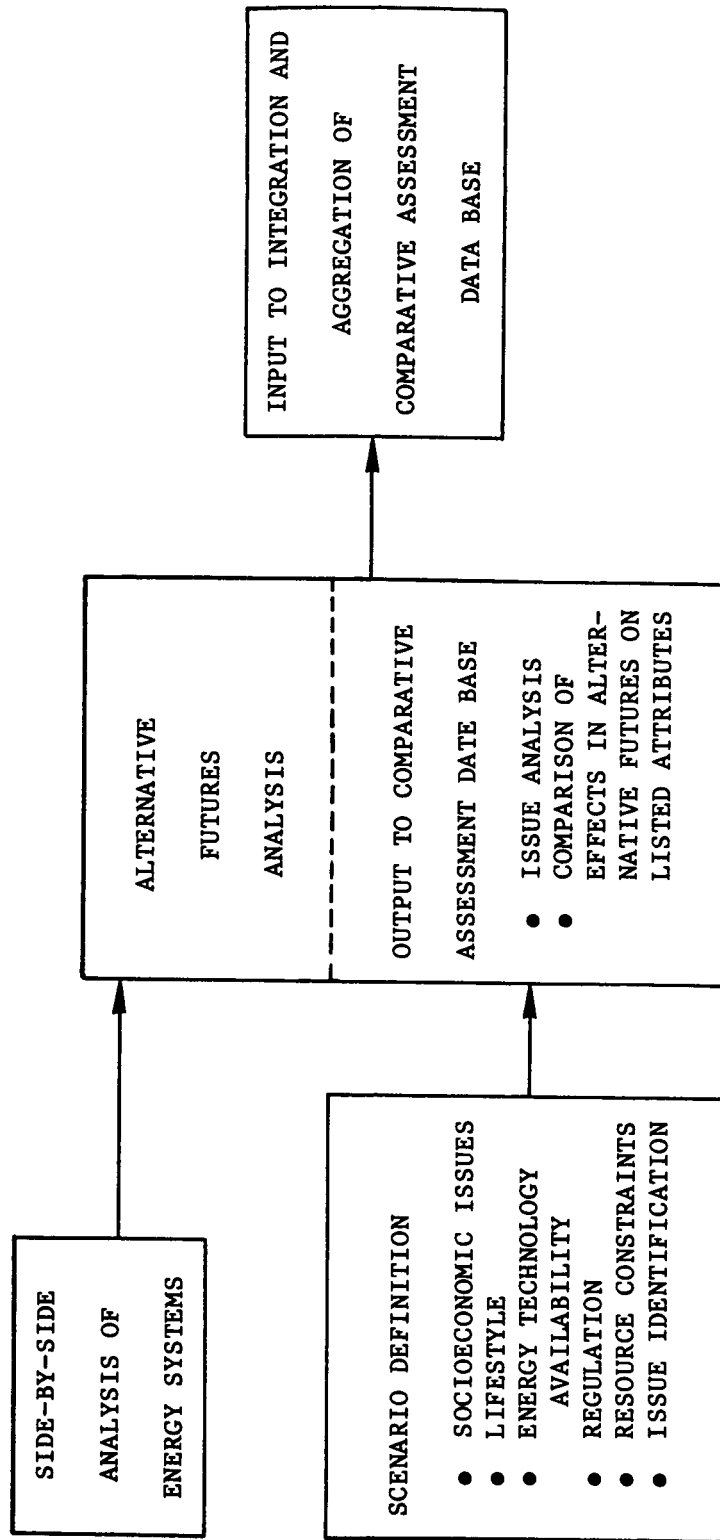 SIDE-BY-SIDE
ANALYSIS OF
ENERGY SYSTEMS
SCENARIO DEFINITION
● SOCIOECONOMIC ISSUES
● LIFESTYLE
● ENERGY TECHNOLOGY
AVAILABILITY
● REGULATION
● RESOURCE CONSTRAINTS
● ISSUE IDENTIFICATION
ALTERNATIVE
FUTURES
ANALYSIS
OUTPUT TO COMPARATIVE
ASSESSMENT DATE BASE
● ISSUE ANALYSIS
● COMPARISON OF
EFFECTS IN ALTER-
NATIVE FUTURES ON
LISTED ATTRIBUTES
INPUT TO INTEGRATION AND
AGGREGATION OF
COMPARATIVE ASSESSMENT
DATA BASE